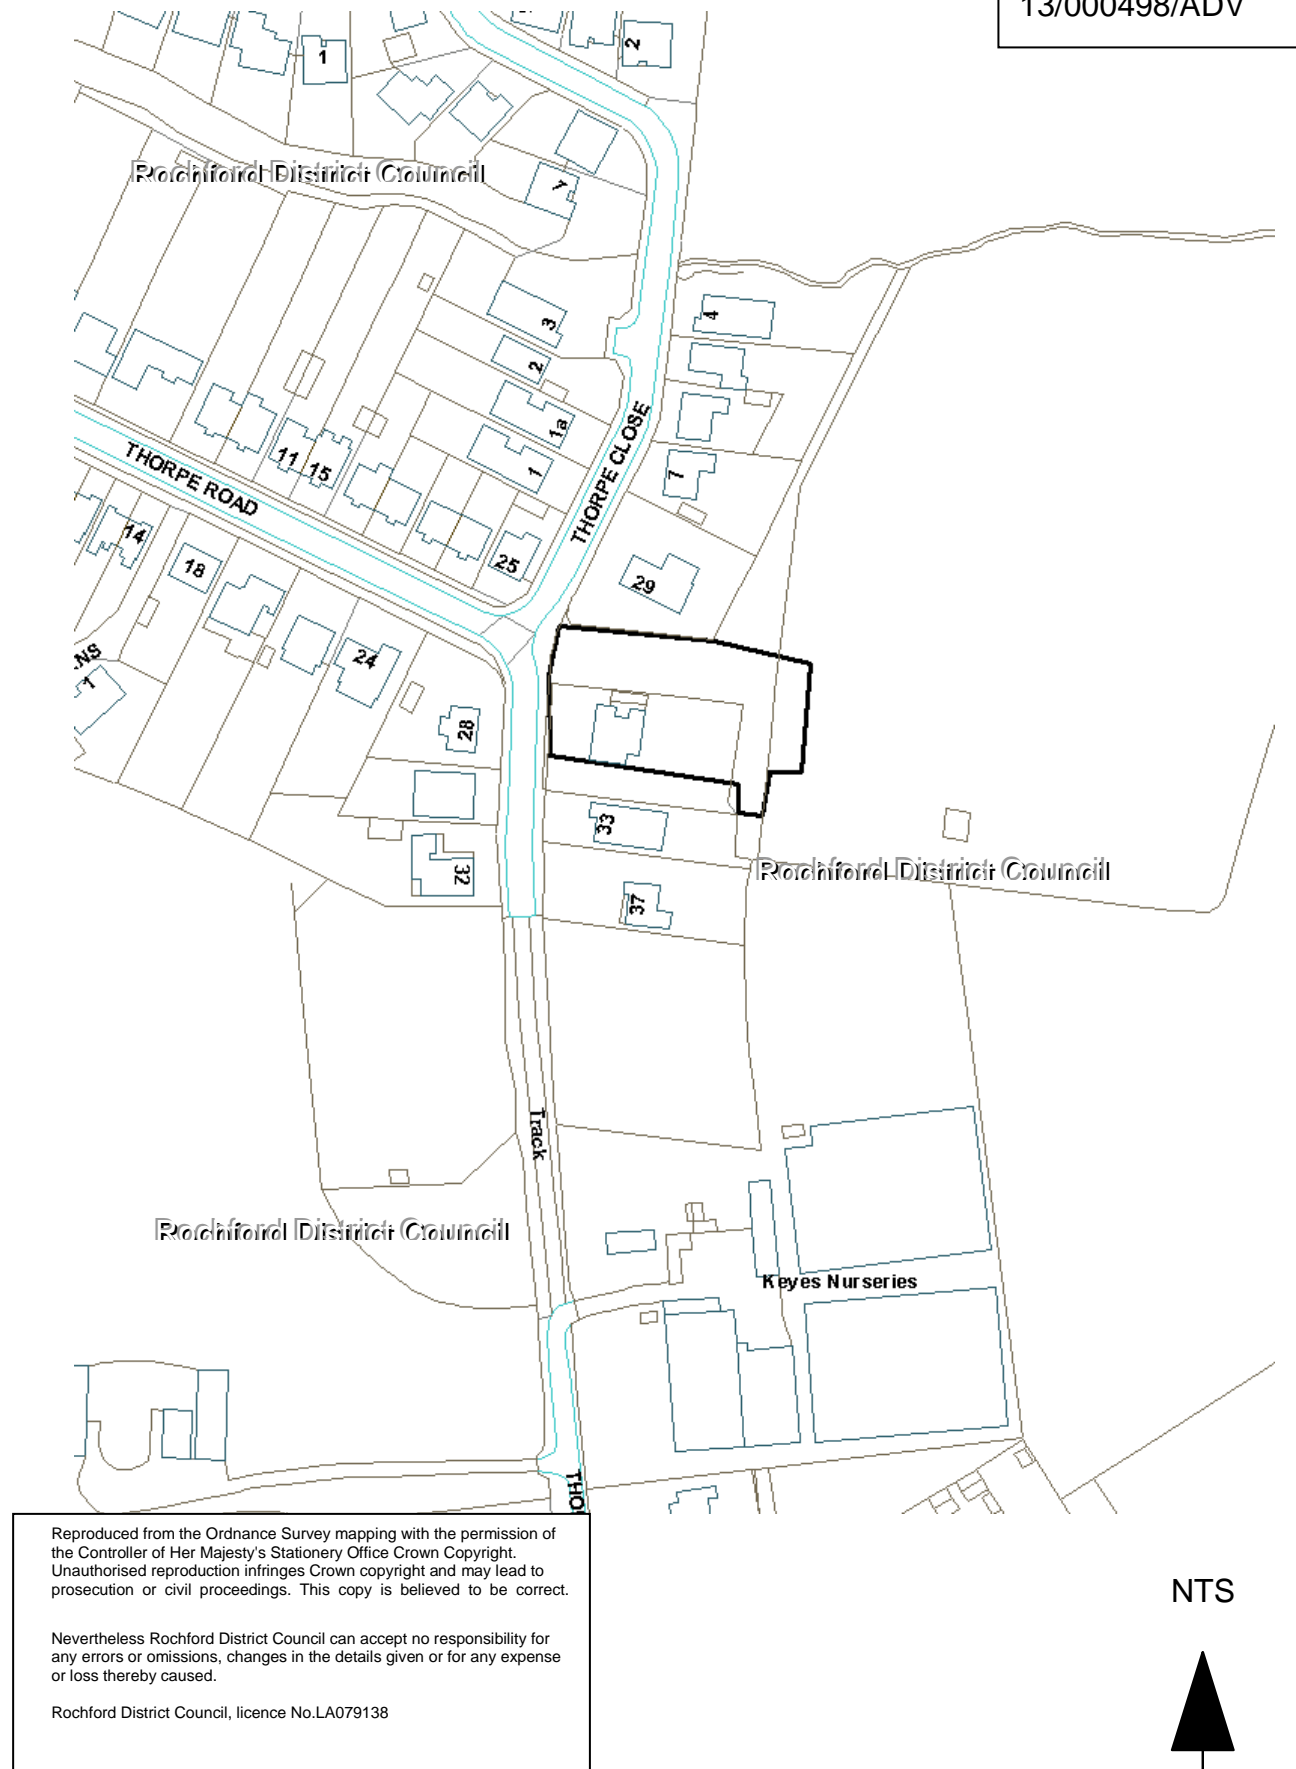 13/000498/ADV
1
2
Rochford District Council
7
4
3
2
1a
1
THORPE CLOSE
7
THORPE ROAD
11
15
14
18
25
29
24
1
28
33
32
37
Rochford District Council
Track
Rochford District Council
Keyes Nurseries
THO
Reproduced from the Ordnance Survey mapping with the permission of
the Controller of Her Majesty's Stationery Office Crown Copyright.
Unauthorised reproduction infringes Crown copyright and may lead to
prosecution or civil proceedings. This copy is believed to be correct.
Nevertheless Rochford District Council can accept no responsibility for
any errors or omissions, changes in the details given or for any expense
or loss thereby caused.
Rochford District Council, licence No.LA079138
NTS